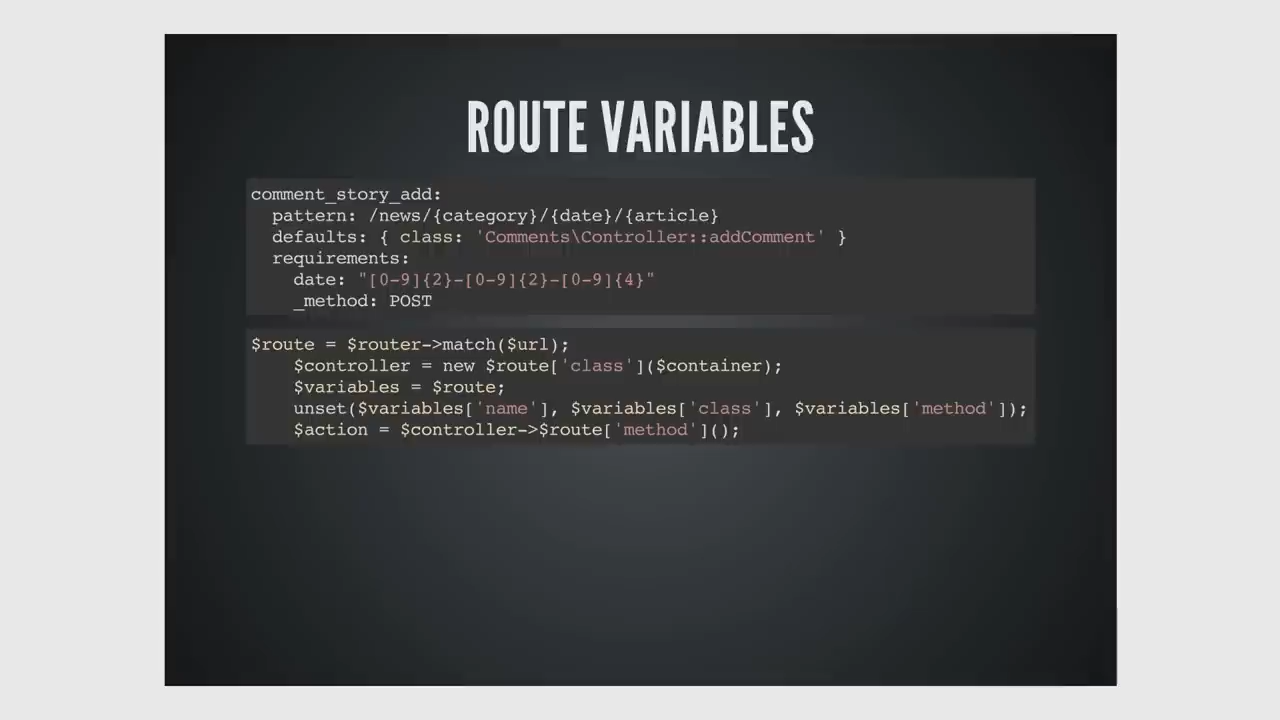 ROUTE VARIABLES
comment_story_add:
  pattern: /news/{category}/{date}/{article}
  defaults: { class: 'Comments\Controller::addComment' }
  requirements:
    date: "[0-9]{2}-[0-9]{2}-[0-9]{4}"
    _method: POST
$route = $router->match($url);
    $controller = new $route['class']($container);
    $variables = $route;
    unset($variables['name'], $variables['class'], $variables['method']);
    $action = $controller->$route['method']();